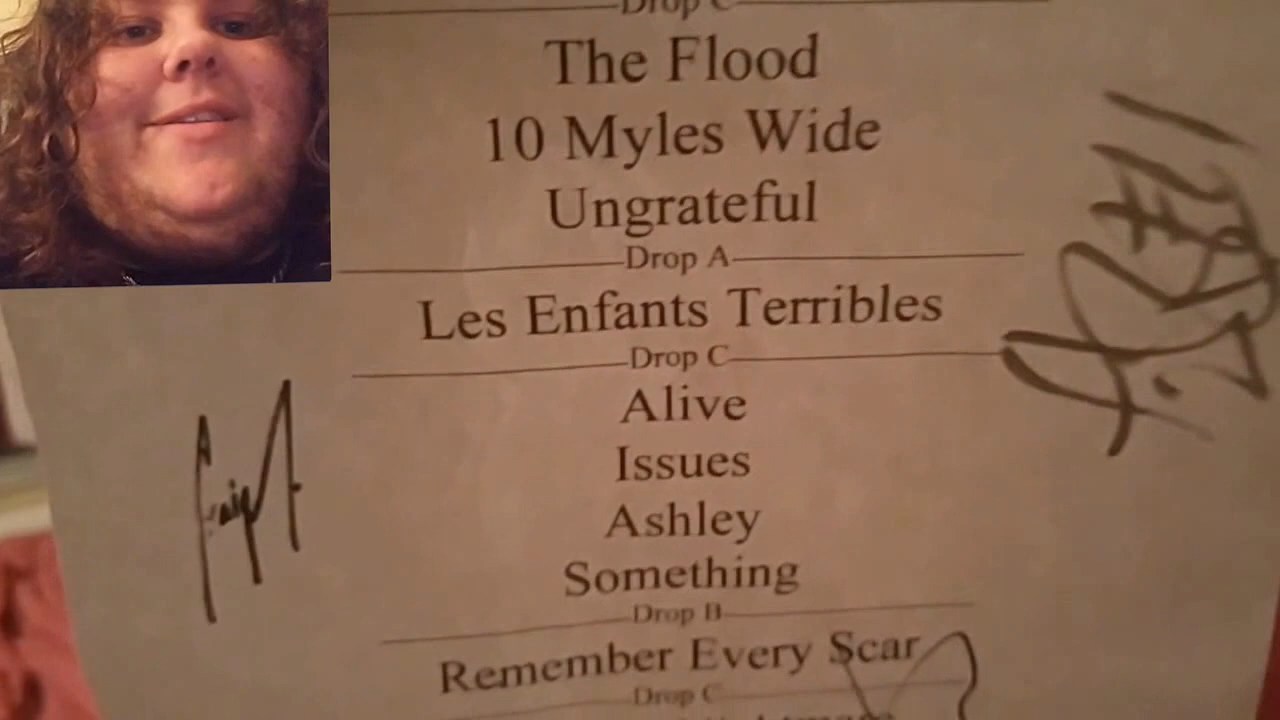 Drop C
The Flood
10 Myles Wide
Ungrateful
Drop A
Les Enfants Terribles
Drop C
Alive
Issues
Ashley
Something
Drop B
Remember Every Scar
Drop C